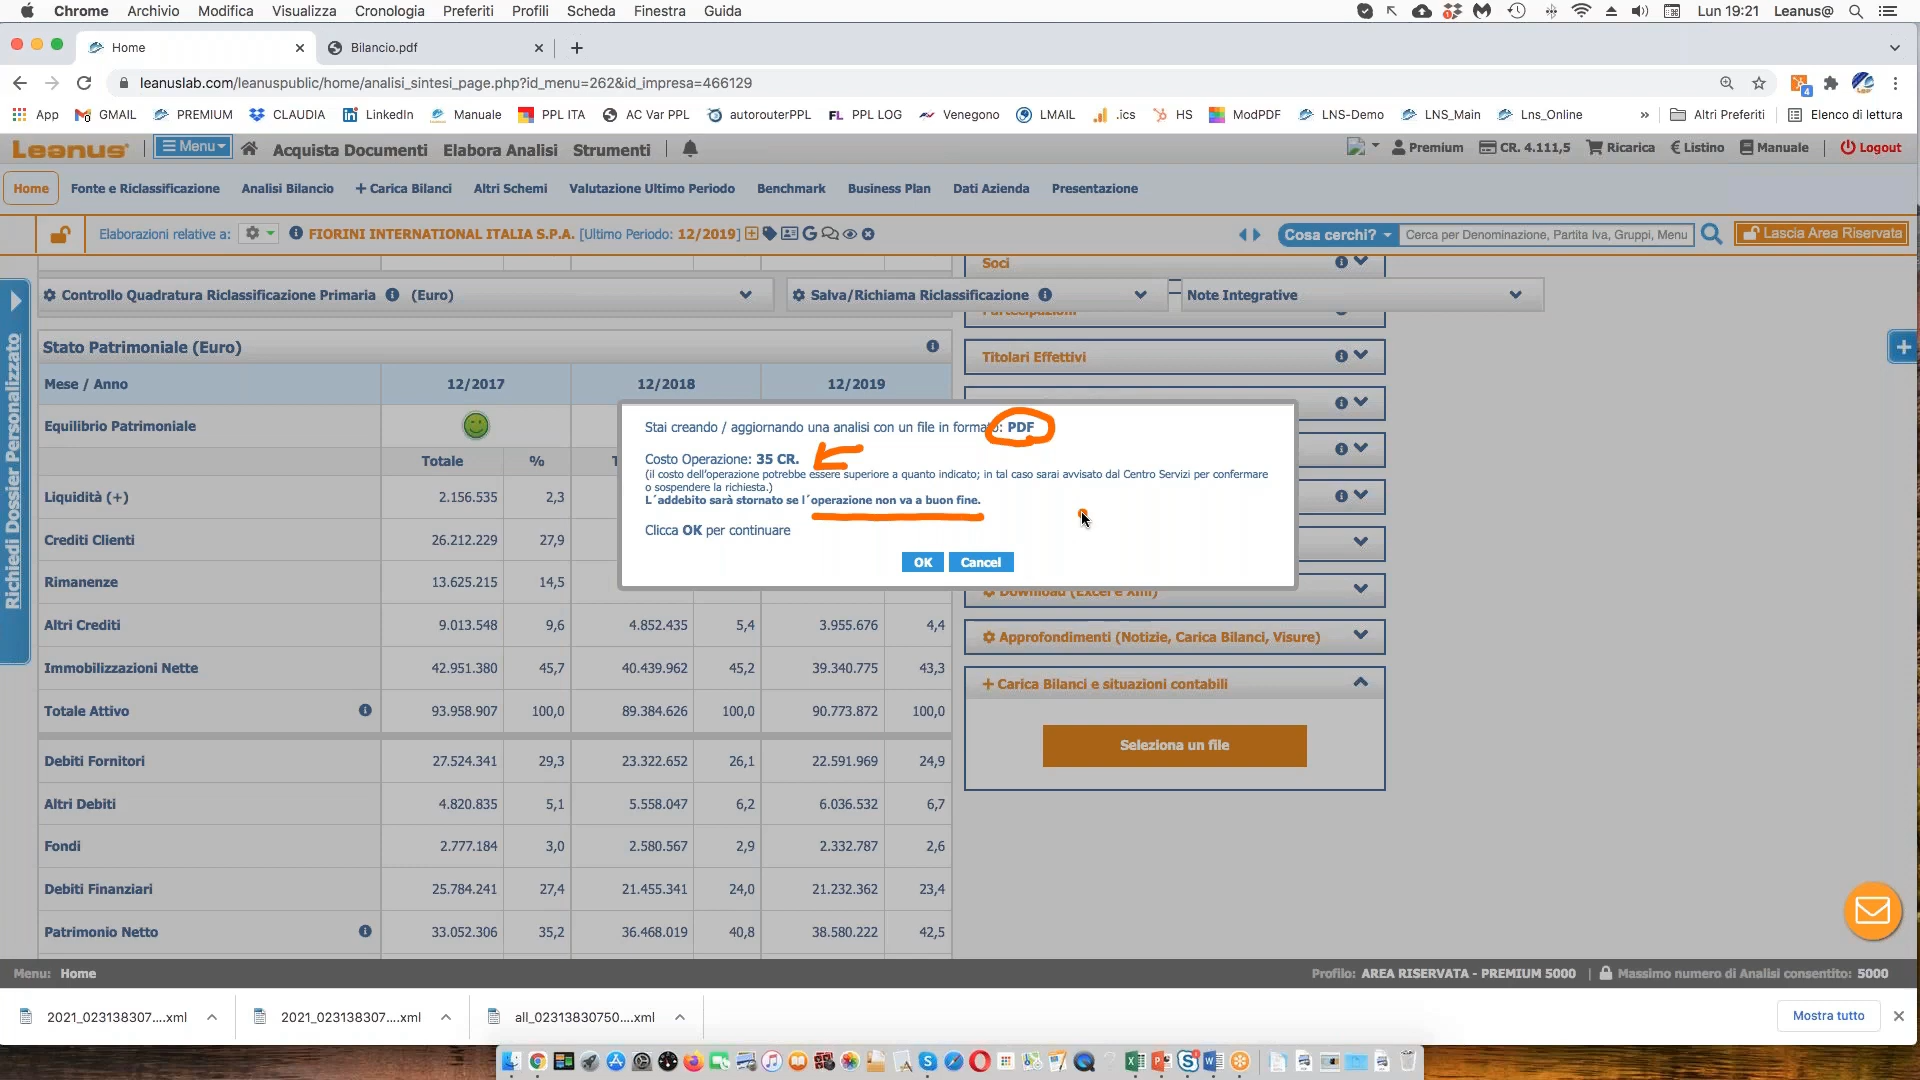 Chrome Archivio Modifica Visualizza Cronologia Preferiti Profili Scheda Finestra Guida Lun 19:21 Leanus@
Home Bilancio.pdf
leanuslab.com/leanuspublic/home/analisi_sintesi_page.php?id_menu=262&id_impresa=466129
App GMAIL PREMIUM CLAUDIA LinkedIn Manuale PPL ITA AC Var PPL autorouterPPL PPL LOG Venegono LMAIL .ics HS ModPDF LNS-Demo LNS_Main Lns_Online » Altri Preferiti Elenco di lettura
Leanus Menu Acquista Documenti Elabora Analisi Strumenti Premium CR. 4.111,5 Ricarica € Listino Manuale Logout
Home Fonte e Riclassificazione Analisi Bilancio + Carica Bilanci Altri Schemi Valutazione Ultimo Periodo Benchmark Business Plan Dati Azienda Presentazione
Elaborazioni relative a: FIORINI INTERNATIONAL ITALIA S.P.A. [Ultimo Periodo: 12/2019] Cosa cerchi? Cerca per Denominazione, Partita Iva, Gruppi, Menu Lascia Area Riservata
Soci
Controllo Quadratura Riclassificazione Primaria (Euro) Salva/Richiama Riclassificazione Note Integrative
Partecipazioni
Richiedi Dossier Personalizzato
Stato Patrimoniale (Euro)
Titolari Effettivi
Mese / Anno 12/2017 12/2018 12/2019
Equilibrio Patrimoniale
Totale % T
Stai creando / aggiornando una analisi con un file in formato: PDF
Costo Operazione: 35 CR.
(il costo dell'operazione potrebbe essere superiore a quanto indicato; in tal caso sarai avvisato dal Centro Servizi per confermare
o sospendere la richiesta.)
L´addebito sarà stornato se l´operazione non va a buon fine.
Clicca OK per continuare
OK Cancel
Liquidità (+) 2.156.535 2,3
Crediti Clienti 26.212.229 27,9
Rimanenze 13.625.215 14,5
Download (Excel e Xml)
Altri Crediti 9.013.548 9,6 4.852.435 5,4 3.955.676 4,4
Approfondimenti (Notizie, Carica Bilanci, Visure)
Immobilizzazioni Nette 42.951.380 45,7 40.439.962 45,2 39.340.775 43,3
+ Carica Bilanci e situazioni contabili
Totale Attivo 93.958.907 100,0 89.384.626 100,0 90.773.872 100,0
Seleziona un file
Debiti Fornitori 27.524.341 29,3 23.322.652 26,1 22.591.969 24,9
Altri Debiti 4.820.835 5,1 5.558.047 6,2 6.036.532 6,7
Fondi 2.777.184 3,0 2.580.567 2,9 2.332.787 2,6
Debiti Finanziari 25.784.241 27,4 21.455.341 24,0 21.232.362 23,4
Patrimonio Netto 33.052.306 35,2 36.468.019 40,8 38.580.222 42,5
Menu: Home Profilo: AREA RISERVATA - PREMIUM 5000 | Massimo numero di Analisi consentito: 5000
2021_023138307....xml 2021_023138307....xml all_02313830750....xml Mostra tutto